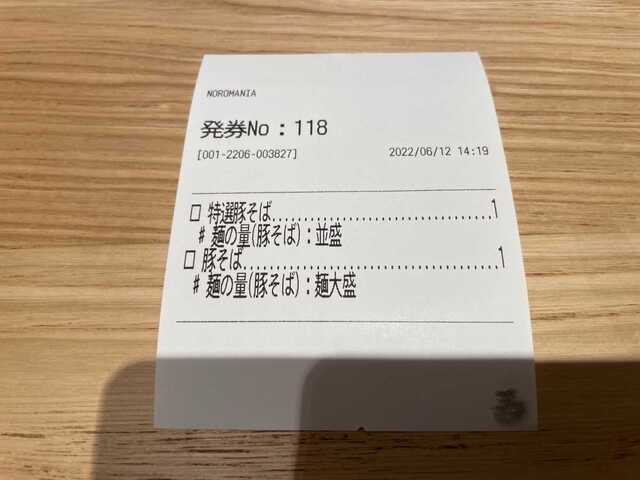 NOROMANIA
発券No：118
[001-2206-003827] 2022/06/12 14:19
□ 特選豚そば....................................1
# 麺の量(豚そば)：並盛
□ 豚そば..........................................1
# 麺の量(豚そば)：麺大盛